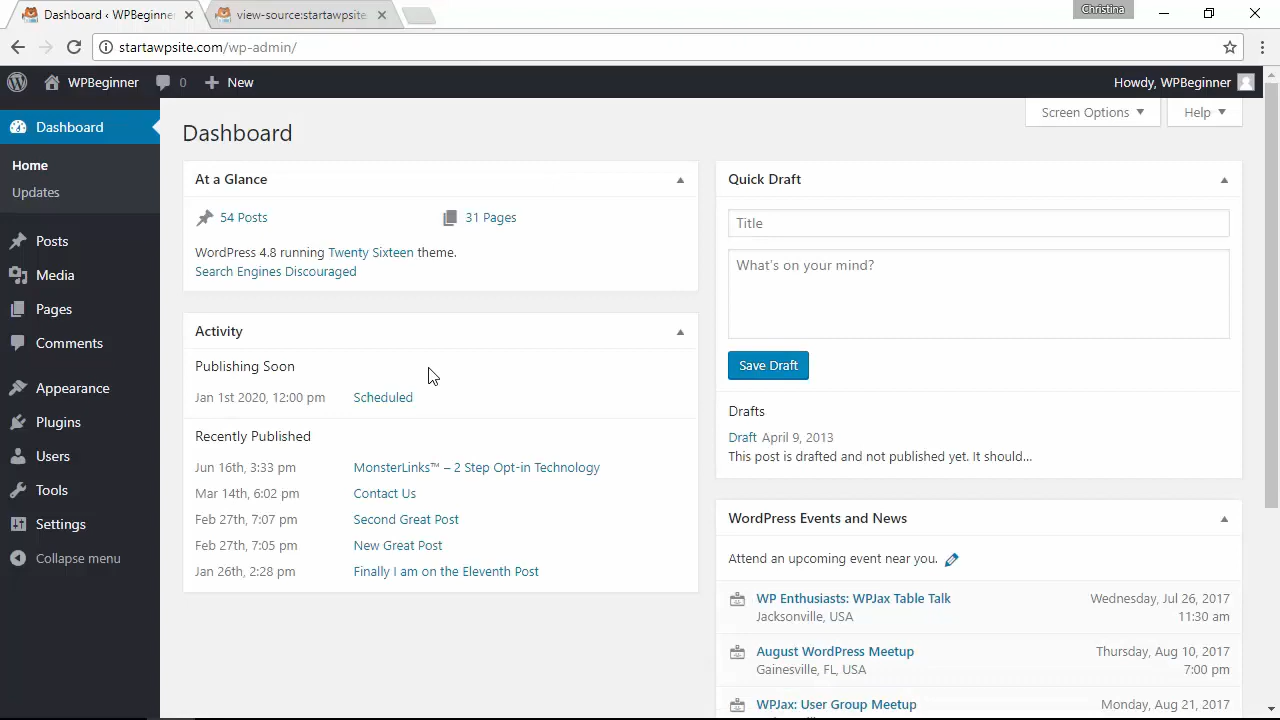 Dashboard ‹ WPBeginner
view-source:startawpsite
Christina
startawpsite.com/wp-admin/
WPBeginner
0
New
Howdy, WPBeginner
Dashboard
Home
Updates
Posts
Media
Pages
Comments
Appearance
Plugins
Users
Tools
Settings
Collapse menu
Screen Options
Help
Dashboard
At a Glance
54 Posts
31 Pages
WordPress 4.8 running Twenty Sixteen theme.
Search Engines Discouraged
Activity
Publishing Soon
Jan 1st 2020, 12:00 pm Scheduled
Recently Published
Jun 16th, 3:33 pm MonsterLinks™ – 2 Step Opt-in Technology
Mar 14th, 6:02 pm Contact Us
Feb 27th, 7:07 pm Second Great Post
Feb 27th, 7:05 pm New Great Post
Jan 26th, 2:28 pm Finally I am on the Eleventh Post
Quick Draft
Title
What's on your mind?
Save Draft
Drafts
Draft April 9, 2013
This post is drafted and not published yet. It should…
WordPress Events and News
Attend an upcoming event near you.
WP Enthusiasts: WPJax Table Talk Wednesday, Jul 26, 2017
Jacksonville, USA 11:30 am
August WordPress Meetup Thursday, Aug 10, 2017
Gainesville, FL, USA 7:00 pm
WPJax: User Group Meetup Monday, Aug 21, 2017